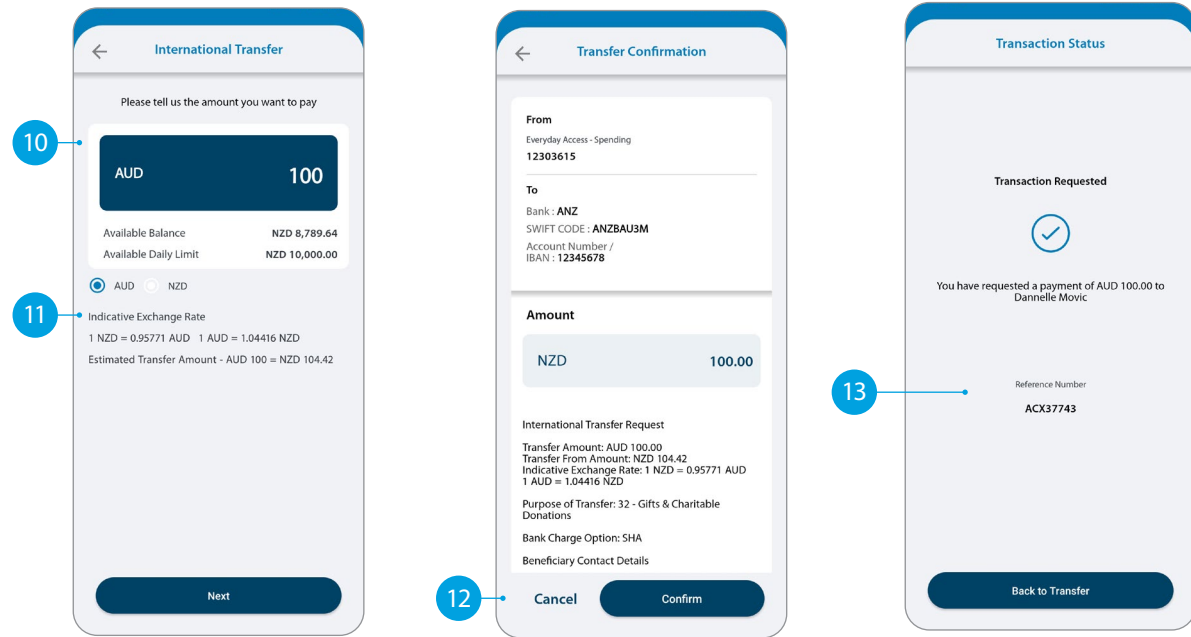 International Transfer
Please tell us the amount you want to pay
10
AUD 100
Available Balance NZD 8,789.64
Available Daily Limit NZD 10,000.00
AUD NZD
11
Indicative Exchange Rate
1 NZD = 0.95771 AUD 1 AUD = 1.04416 NZD
Estimated Transfer Amount - AUD 100 = NZD 104.42
Next
Transfer Confirmation
From
Everyday Access - Spending
12303615
To
Bank : ANZ
SWIFT CODE : ANZBAU3M
Account Number /
IBAN : 12345678
Amount
NZD 100.00
International Transfer Request
Transfer Amount: AUD 100.00
Transfer From Amount: NZD 104.42
Indicative Exchange Rate: 1 NZD = 0.95771 AUD
1 AUD = 1.04416 NZD
Purpose of Transfer: 32 - Gifts & Charitable
Donations
Bank Charge Option: SHA
Beneficiary Contact Details
12
Cancel Confirm
Transaction Status
Transaction Requested
You have requested a payment of AUD 100.00 to
Dannelle Movic
13
Reference Number
ACX37743
Back to Transfer